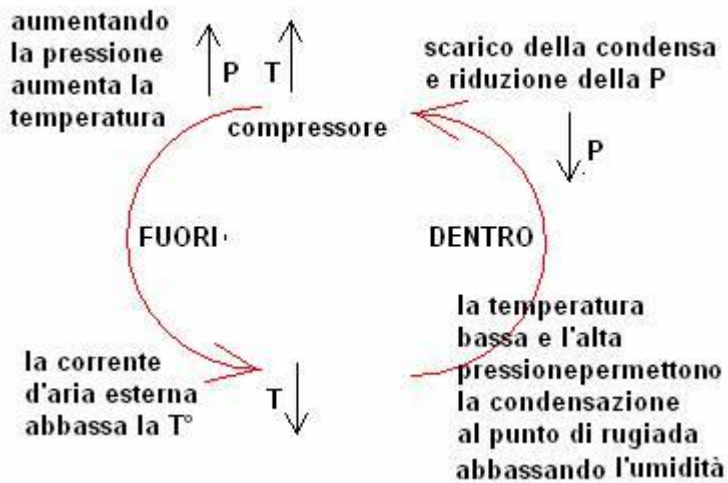 aumentando
la pressione
aumenta la
temperatura
P T
compressore
scarico della condensa
e riduzione della P
P
FUORI
DENTRO
la corrente
d'aria esterna
abbassa la T°
T
la temperatura
bassa e l'alta
pressionepermettono
la condensazione
al punto di rugiada
abbassando l'umidità